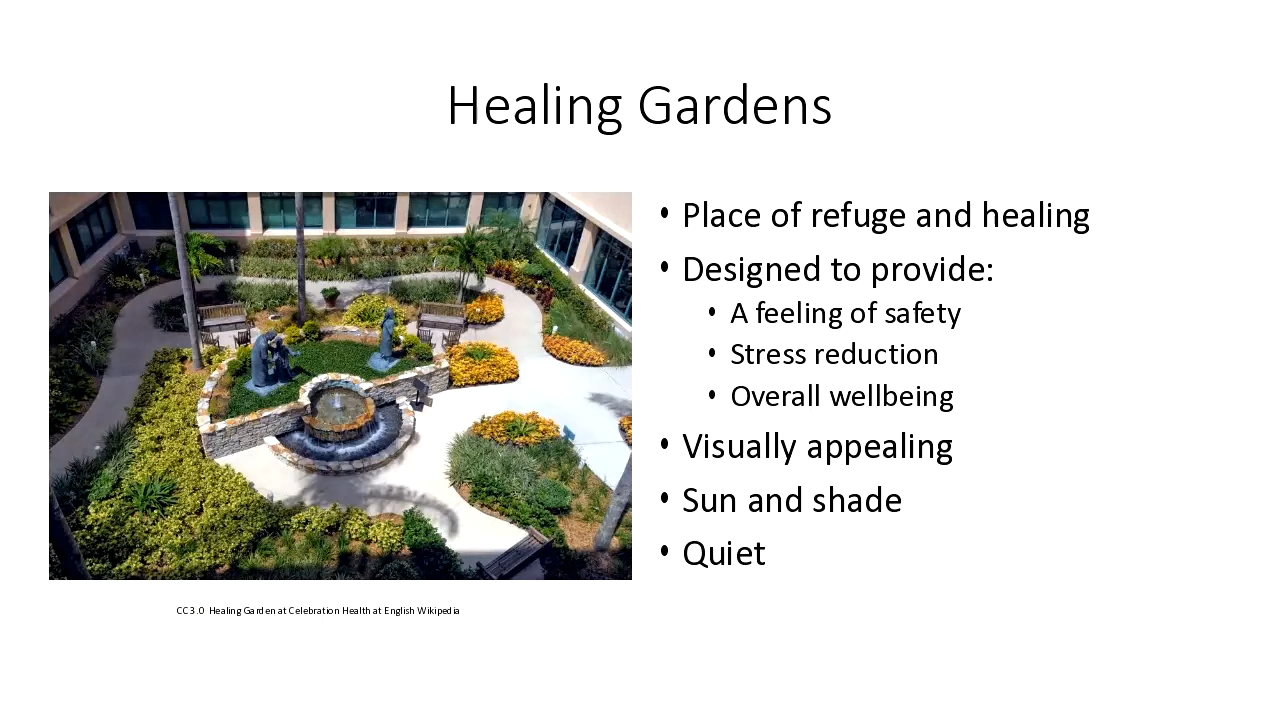 Healing Gardens
• Place of refuge and healing
• Designed to provide:
• A feeling of safety
• Stress reduction
• Overall wellbeing
• Visually appealing
• Sun and shade
• Quiet
CC 3.0 Healing Garden at Celebration Health at English Wikipedia